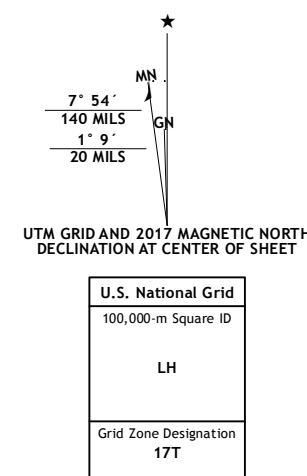 ★
MN
7° 54´
140 MILS
GN
1° 9´
20 MILS
UTM GRID AND 2017 MAGNETIC NORTH
DECLINATION AT CENTER OF SHEET
U.S. National Grid
100,000-m Square ID
LH
Grid Zone Designation
17T